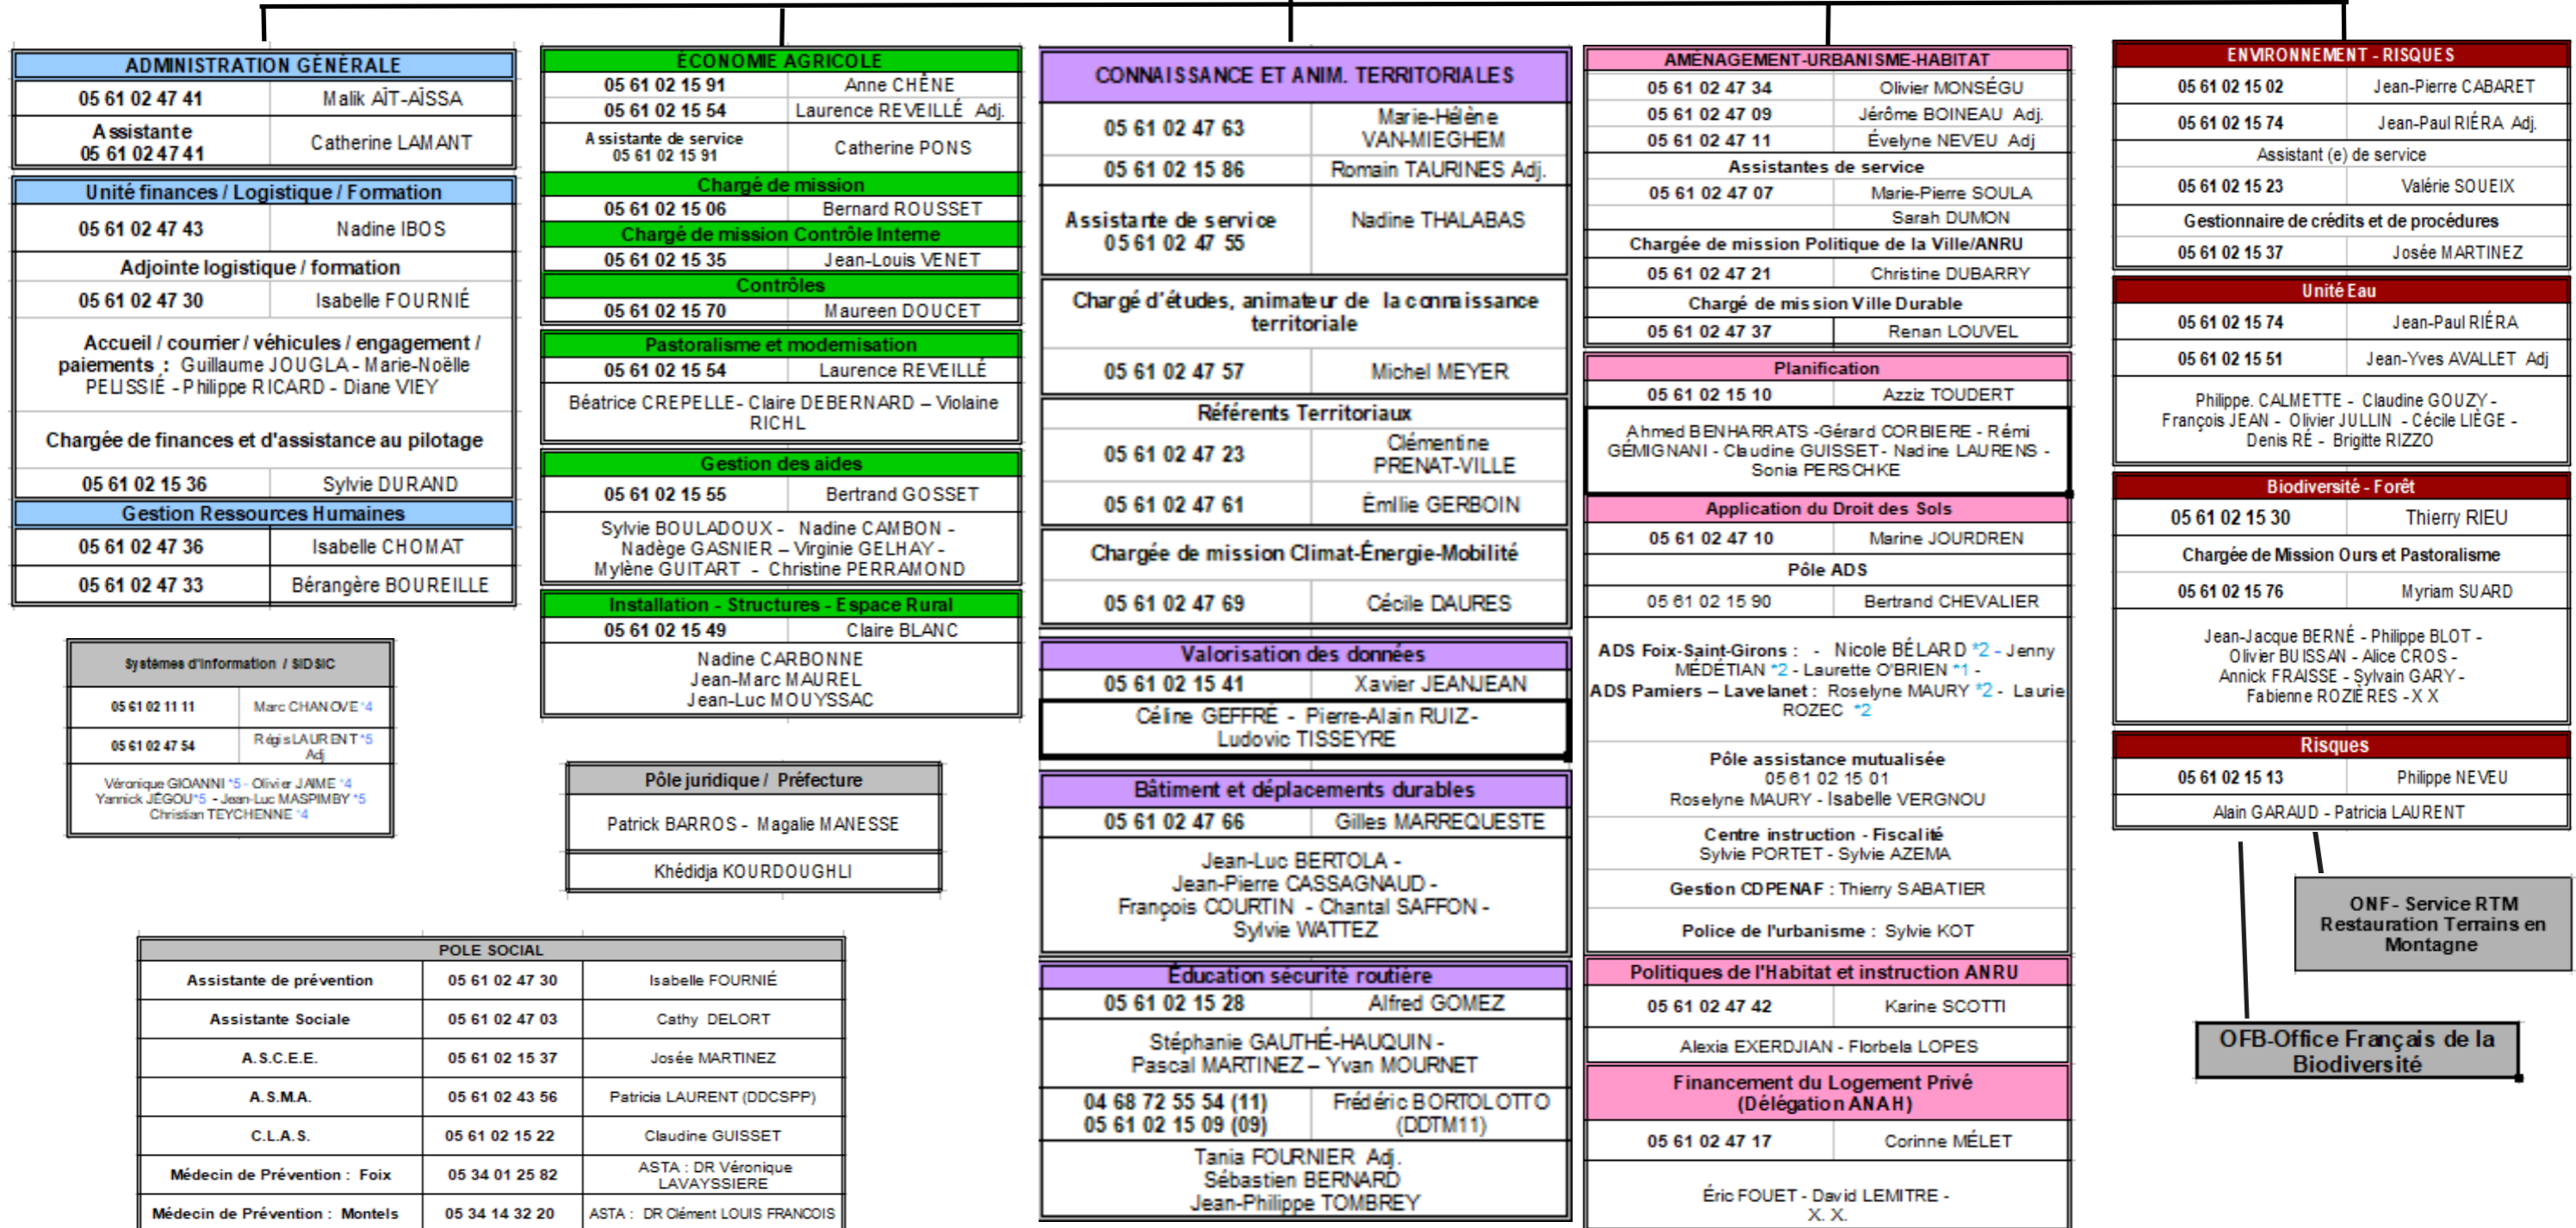 ADMINISTRATION GÉNÉRALE
05 61 02 47 41 Malik AÏT-AÏSSA
Assistante
05 61 02 47 41 Catherine LAMANT
Unité finances / Logistique / Formation
05 61 02 47 43 Nadine IBOS
Adjointe logistique / formation
05 61 02 47 30 Isabelle FOURNIÉ
Accueil / courrier / véhicules / engagement /
paiements : Guillaume JOUGLA - Marie-Noëlle
PELISSIÉ - Philippe RICARD - Diane VIEY
Chargée de finances et d'assistance au pilotage
05 61 02 15 36 Sylvie DURAND
Gestion Ressources Humaines
05 61 02 47 36 Isabelle CHOMAT
05 61 02 47 33 Bérangère BOUREILLE
Systèmes d'Information / SIDSIC
05 61 02 11 11 Marc CHANOVE *4
05 61 02 47 54 Régis LAURENT *5
Adj
Véronique GIOANNI *5 - Olivier JAIME *4
Yannick JÉGOU*5 - Jean-Luc MASPIMBY *5
Christian TEYCHENNE *4
ÉCONOMIE AGRICOLE
05 61 02 15 91 Anne CHÊNE
05 61 02 15 54 Laurence REVEILLÉ Adj.
Assistante de service
05 61 02 15 91 Catherine PONS
Chargé de mission
05 61 02 15 06 Bernard ROUSSET
Chargé de mission Contrôle Interne
05 61 02 15 35 Jean-Louis VENET
Contrôles
05 61 02 15 70 Maureen DOUCET
Pastoralisme et modernisation
05 61 02 15 54 Laurence REVEILLÉ
Béatrice CREPELLE- Claire DEBERNARD – Violaine
RICHL
Gestion des aides
05 61 02 15 55 Bertrand GOSSET
Sylvie BOULADOUX - Nadine CAMBON -
Nadège GASNIER – Virginie GELHAY -
Mylène GUITART - Christine PERRAMOND
Installation - Structures - Espace Rural
05 61 02 15 49 Claire BLANC
Nadine CARBONNE
Jean-Marc MAUREL
Jean-Luc MOUYSSAC
Pôle juridique / Préfecture
Patrick BARROS - Magalie MANESSE
Khédidja KOURDOUGHLI
POLE SOCIAL
Assistante de prévention 05 61 02 47 30 Isabelle FOURNIÉ
Assistante Sociale 05 61 02 47 03 Cathy DELORT
A.S.C.E.E. 05 61 02 15 37 Josée MARTINEZ
A.S.M.A. 05 61 02 43 56 Patricia LAURENT (DDCSPP)
C.L.A.S. 05 61 02 15 22 Claudine GUISSET
Médecin de Prévention : Foix 05 34 01 25 82 ASTA : DR Véronique
LAVAYSSIERE
Médecin de Prévention : Montels 05 34 14 32 20 ASTA : DR Clément LOUIS FRANCOIS
CONNAISSANCE ET ANIM. TERRITORIALES
05 61 02 47 63 Marie-Hélène
VAN-MIEGHEM
05 61 02 15 86 Romain TAURINES Adj.
Assistante de service
05 61 02 47 55 Nadine THALABAS
Chargé d'études, animateur de la connaissance
territoriale
05 61 02 47 57 Michel MEYER
Référents Territoriaux
05 61 02 47 23 Clémentine
PRENAT-VILLE
05 61 02 47 61 Émilie GERBOIN
Chargée de mission Climat-Énergie-Mobilité
05 61 02 47 69 Cécile DAURES
Valorisation des données
05 61 02 15 41 Xavier JEANJEAN
Céline GEFFRÉ - Pierre-Alain RUIZ-
Ludovic TISSEYRE
Bâtiment et déplacements durables
05 61 02 47 66 Gilles MARREQUESTE
Jean-Luc BERTOLA -
Jean-Pierre CASSAGNAUD -
François COURTIN - Chantal SAFFON -
Sylvie WATTEZ
Éducation sécurité routière
05 61 02 15 28 Alfred GOMEZ
Stéphanie GAUTHÉ-HAUQUIN -
Pascal MARTINEZ – Yvan MOURNET
04 68 72 55 54 (11) Frédéric BORTOLOTTO
05 61 02 15 09 (09) (DDTM11)
Tania FOURNIER Adj.
Sébastien BERNARD
Jean-Philippe TOMBREY
AMÉNAGEMENT-URBANISME-HABITAT
05 61 02 47 34 Olivier MONSÉGU
05 61 02 47 09 Jérôme BOINEAU Adj.
05 61 02 47 11 Évelyne NEVEU Adj
Assistantes de service
05 61 02 47 07 Marie-Pierre SOULA
Sarah DUMON
Chargée de mission Politique de la Ville/ANRU
05 61 02 47 21 Christine DUBARRY
Chargé de mission Ville Durable
05 61 02 47 37 Renan LOUVEL
Planification
05 61 02 15 10 Azziz TOUDERT
Ahmed BENHARRATS -Gérard CORBIERE - Rémi
GÉMIGNANI - Claudine GUISSET - Nadine LAURENS -
Sonia PERSCHKE
Application du Droit des Sols
05 61 02 47 10 Marine JOURDREN
Pôle ADS
05 61 02 15 90 Bertrand CHEVALIER
ADS Foix-Saint-Girons : - Nicole BÉLARD *2 - Jenny
MÉDÉTIAN *2 - Laurette O'BRIEN *1 -
ADS Pamiers – Lavelanet : Roselyne MAURY *2 - Laurie
ROZEC *2
Pôle assistance mutualisée
05 61 02 15 01
Roselyne MAURY - Isabelle VERGNOU
Centre instruction - Fiscalité
Sylvie PORTET - Sylvie AZEMA
Gestion CDPENAF : Thierry SABATIER
Police de l'urbanisme : Sylvie KOT
Politiques de l'Habitat et instruction ANRU
05 61 02 47 42 Karine SCOTTI
Alexia EXERDJIAN - Florbela LOPES
Financement du Logement Privé
(Délégation ANAH)
05 61 02 47 17 Corinne MÉLET
Éric FOUET - David LEMITRE -
X. X.
ENVIRONNEMENT - RISQUES
05 61 02 15 02 Jean-Pierre CABARET
05 61 02 15 74 Jean-Paul RIÉRA Adj.
Assistant (e) de service
05 61 02 15 23 Valérie SOUEIX
Gestionnaire de crédits et de procédures
05 61 02 15 37 Josée MARTINEZ
Unité Eau
05 61 02 15 74 Jean-Paul RIÉRA
05 61 02 15 51 Jean-Yves AVALLET Adj
Philippe. CALMETTE - Claudine GOUZY -
François JEAN - Olivier JULLIN - Cécile LIÈGE -
Denis RÉ - Brigitte RIZZO
Biodiversité - Forêt
05 61 02 15 30 Thierry RIEU
Chargée de Mission Ours et Pastoralisme
05 61 02 15 76 Myriam SUARD
Jean-Jacque BERNÉ - Philippe BLOT -
Olivier BUISSAN - Alice CROS -
Annick FRAISSE - Sylvain GARY -
Fabienne ROZIÈRES - X X
Risques
05 61 02 15 13 Philippe NEVEU
Alain GARAUD - Patricia LAURENT
ONF - Service RTM
Restauration Terrains en
Montagne
OFB-Office Français de la
Biodiversité